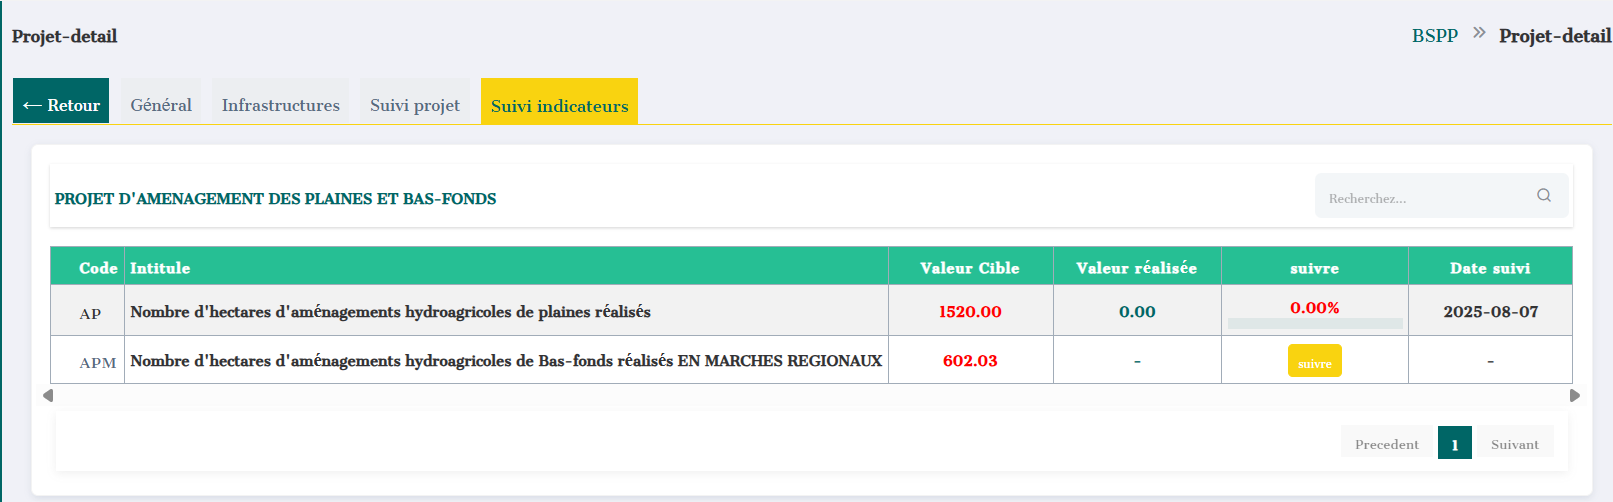 Projet-detail
BSPP » Projet-detail
← Retour Général Infrastructures Suivi projet Suivi indicateurs
PROJET D'AMENAGEMENT DES PLAINES ET BAS-FONDS
Recherchez...
Code Intitule Valeur Cible Valeur réalisée suivre Date suivi
AP Nombre d'hectares d'aménagements hydroagricoles de plaines réalisés 1520.00 0.00 0.00% 2025-08-07
APM Nombre d'hectares d'aménagements hydroagricoles de Bas-fonds réalisés EN MARCHES REGIONAUX 602.03 - suivre -
Precedent 1 Suivant